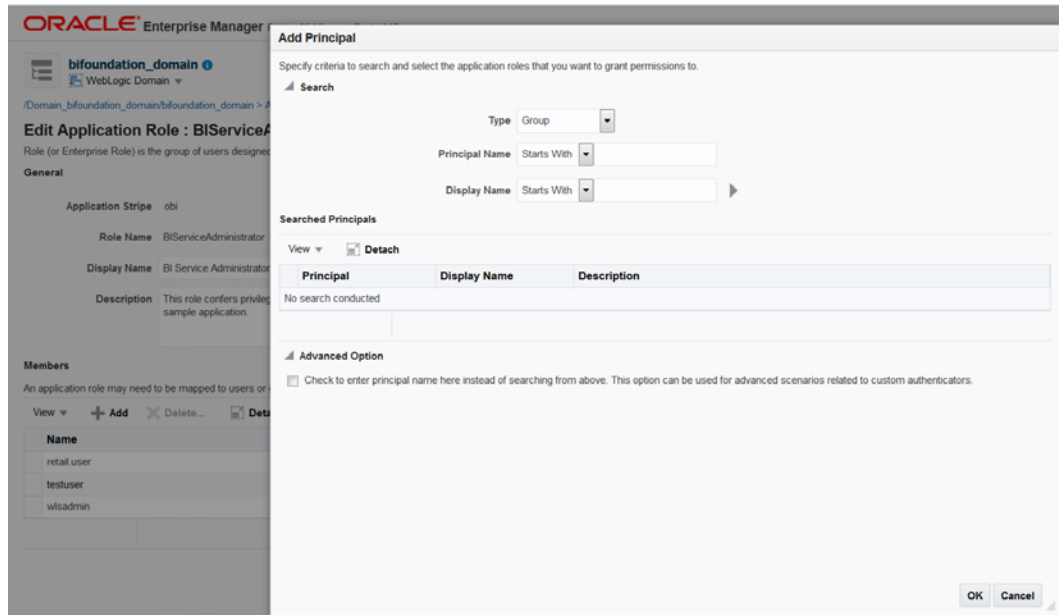 ORACLE Enterprise Manager
bifoundation_domain
WebLogic Domain
/Domain_bifoundation_domain/bifoundation_domain >
Edit Application Role : BIServiceA
Role (or Enterprise Role) is the group of users designed
General
Application Stripe obi
Role Name BIServiceAdministrator
Display Name BI Service Administrator
Description This role confers privileg
sample application.
Members
An application role may need to be mapped to users or
View Add Delete... Deta
Name
retail.user
testuser
wlsadmin
Add Principal
Specify criteria to search and select the application roles that you want to grant permissions to.
Search
Type Group
Principal Name Starts With
Display Name Starts With
Searched Principals
View Detach
Principal Display Name Description
No search conducted
Advanced Option
Check to enter principal name here instead of searching from above. This option can be used for advanced scenarios related to custom authenticators.
OK Cancel